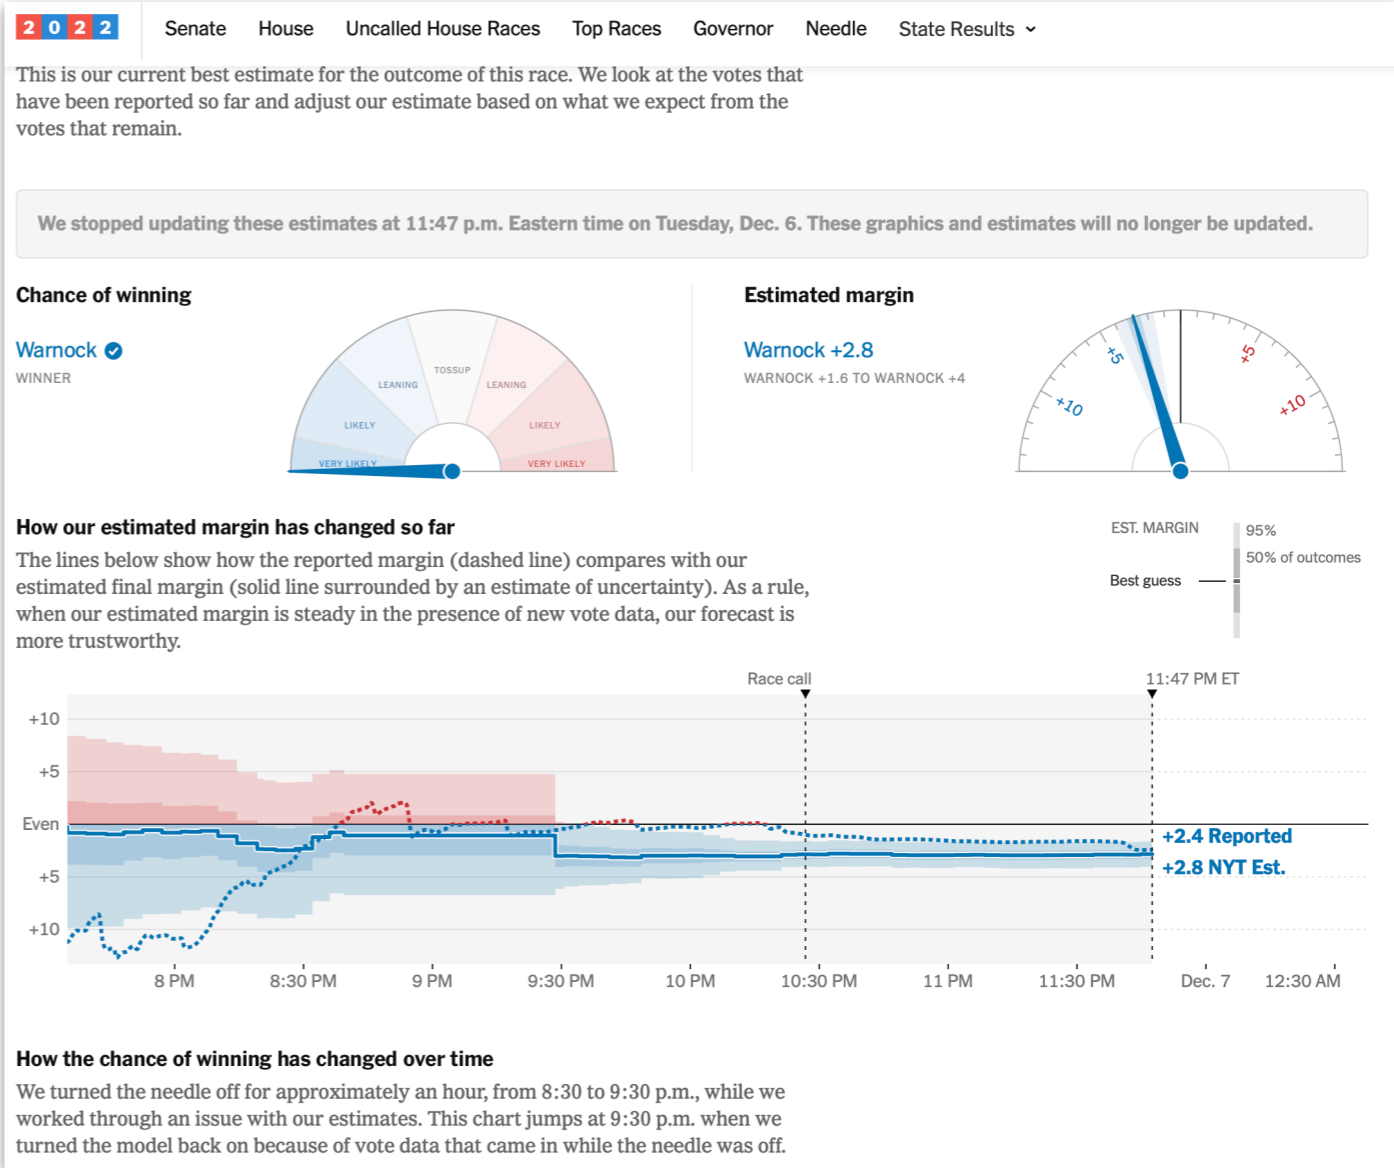 2022 Senate House Uncalled House Races Top Races Governor Needle State Results
This is our current best estimate for the outcome of this race. We look at the votes that
have been reported so far and adjust our estimate based on what we expect from the
votes that remain.
We stopped updating these estimates at 11:47 p.m. Eastern time on Tuesday, Dec. 6. These graphics and estimates will no longer be updated.
Chance of winning
Warnock
WINNER
TOSSUP
LEANING
LEANING
LIKELY
LIKELY
VERY LIKELY
VERY LIKELY
Estimated margin
Warnock +2.8
WARNOCK +1.6 TO WARNOCK +4
+5
+5
+10
+10
How our estimated margin has changed so far
The lines below show how the reported margin (dashed line) compares with our
estimated final margin (solid line surrounded by an estimate of uncertainty). As a rule,
when our estimated margin is steady in the presence of new vote data, our forecast is
more trustworthy.
EST. MARGIN
95%
50% of outcomes
Best guess
Race call
11:47 PM ET
+10
+5
Even
+5
+10
+2.4 Reported
+2.8 NYT Est.
8 PM 8:30 PM 9 PM 9:30 PM 10 PM 10:30 PM 11 PM 11:30 PM Dec. 7 12:30 AM
How the chance of winning has changed over time
We turned the needle off for approximately an hour, from 8:30 to 9:30 p.m., while we
worked through an issue with our estimates. This chart jumps at 9:30 p.m. when we
turned the model back on because of vote data that came in while the needle was off.